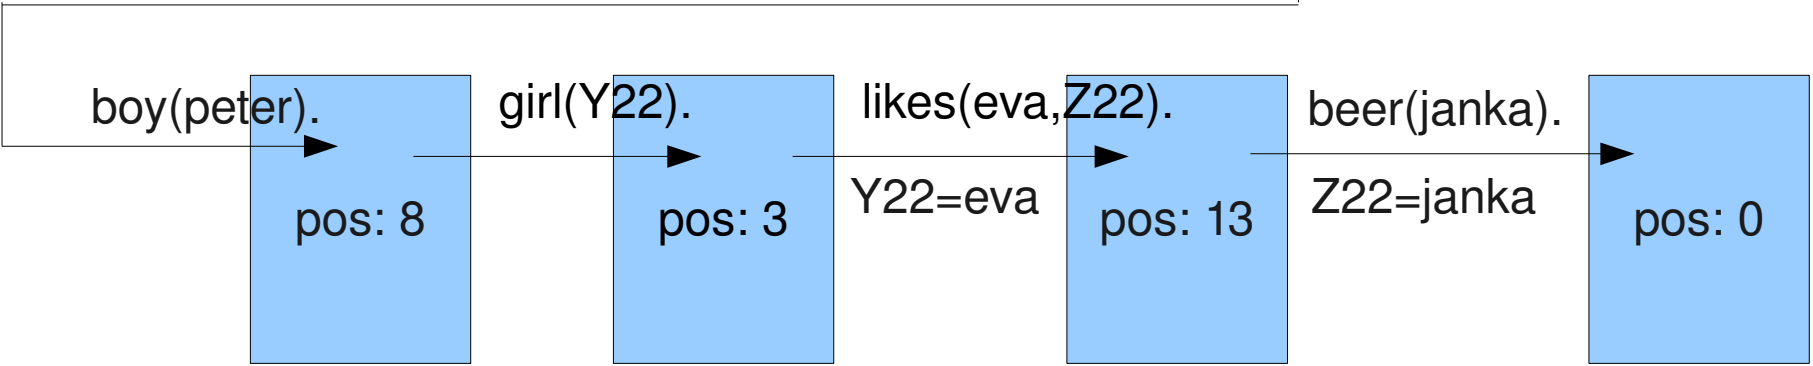 boy(peter).
girl(Y22).
likes(eva,Z22).
beer(janka).
Y22=eva
Z22=janka
pos: 8
pos: 3
pos: 13
pos: 0